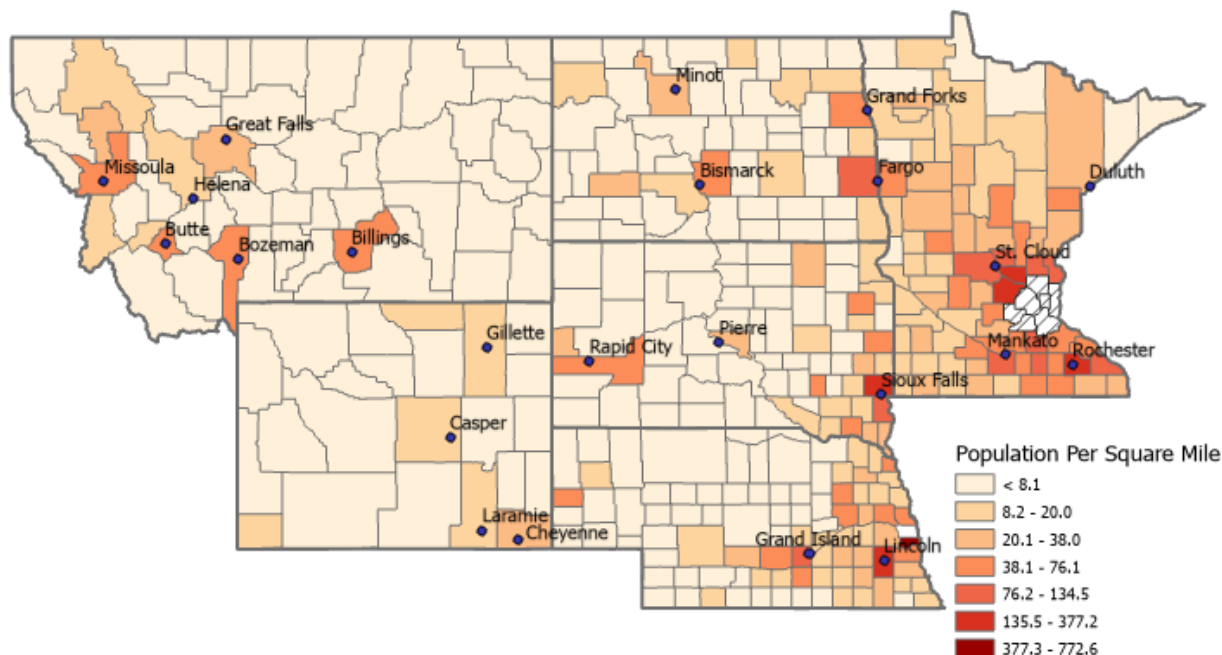 Minot
Grand Forks
Great Falls
Missoula
Bismarck
Fargo
Duluth
Helena
Butte
Bozeman
Billings
St. Cloud
Gillette
Rapid City
Pierre
Mankato
Rochester
Sioux Falls
Casper
Population Per Square Mile
< 8.1
8.2 - 20.0
Laramie
Cheyenne
Grand Island
Lincoln
20.1 - 38.0
38.1 - 76.1
76.2 - 134.5
135.5 - 377.2
377.3 - 772.6